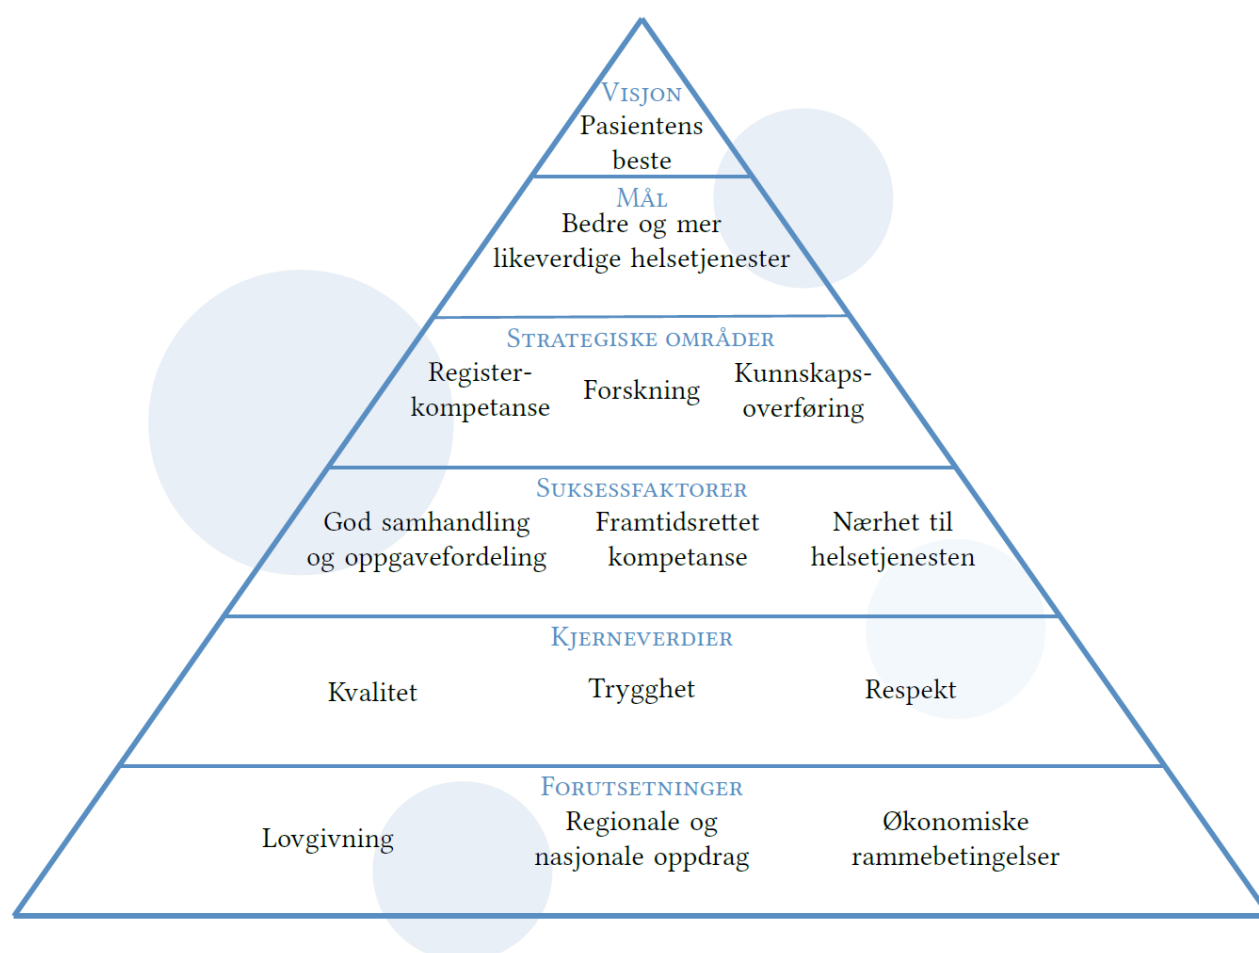 Visjon
Pasientens
beste
Mål
Bedre og mer
likeverdige helsetjenester
Strategiske områder
Register-
kompetanse
Forskning
Kunnskaps-
overføring
Suksessfaktorer
God samhandling
og oppgavefordeling
Framtidsrettet
kompetanse
Nærhet til
helsetjenesten
Kjerneverdier
Kvalitet
Trygghet
Respekt
Forutsetninger
Lovgivning
Regionale og
nasjonale oppdrag
Økonomiske
rammebetingelser